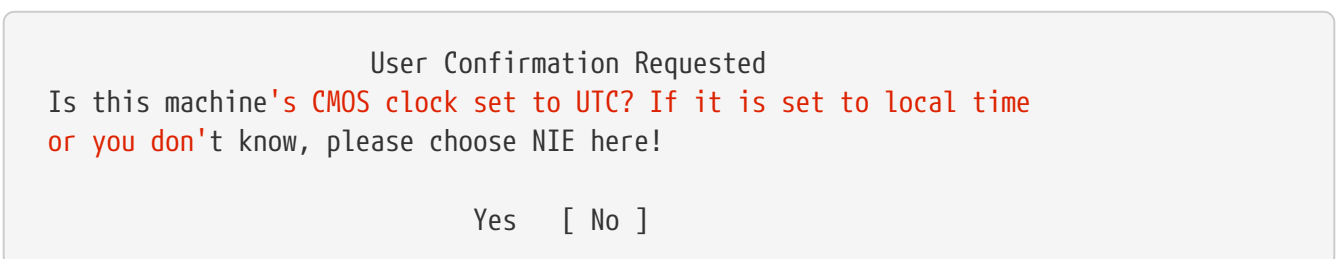 User Confirmation Requested
Is this machine's CMOS clock set to UTC? If it is set to local time
or you don't know, please choose NIE here!
Yes [ No ]